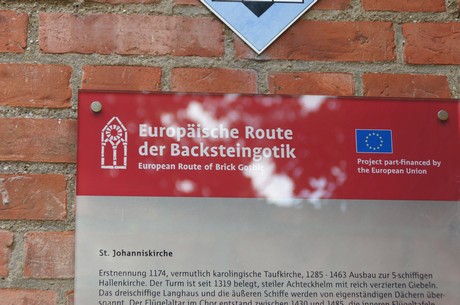 Europäische Route
der Backsteingotik
European Route of Brick Gothic
Project part-financed by
the European Union
St. Johanniskirche
Erstnennung 1174, vermutlich karolingische Taufkirche, 1285 - 1463 Ausbau zur 5-schiffigen
Hallenkirche. Der Turm ist seit 1319 belegt, steiler Achteckhelm mit reich verzierten Giebeln.
Das dreischiffige Langhaus und die äußeren Schiffe werden von eigenständigen Dächern über-
spannt. Der Flügelaltar im Chor entstand zwischen 1430 und 1485, die inneren Flügeltafeln